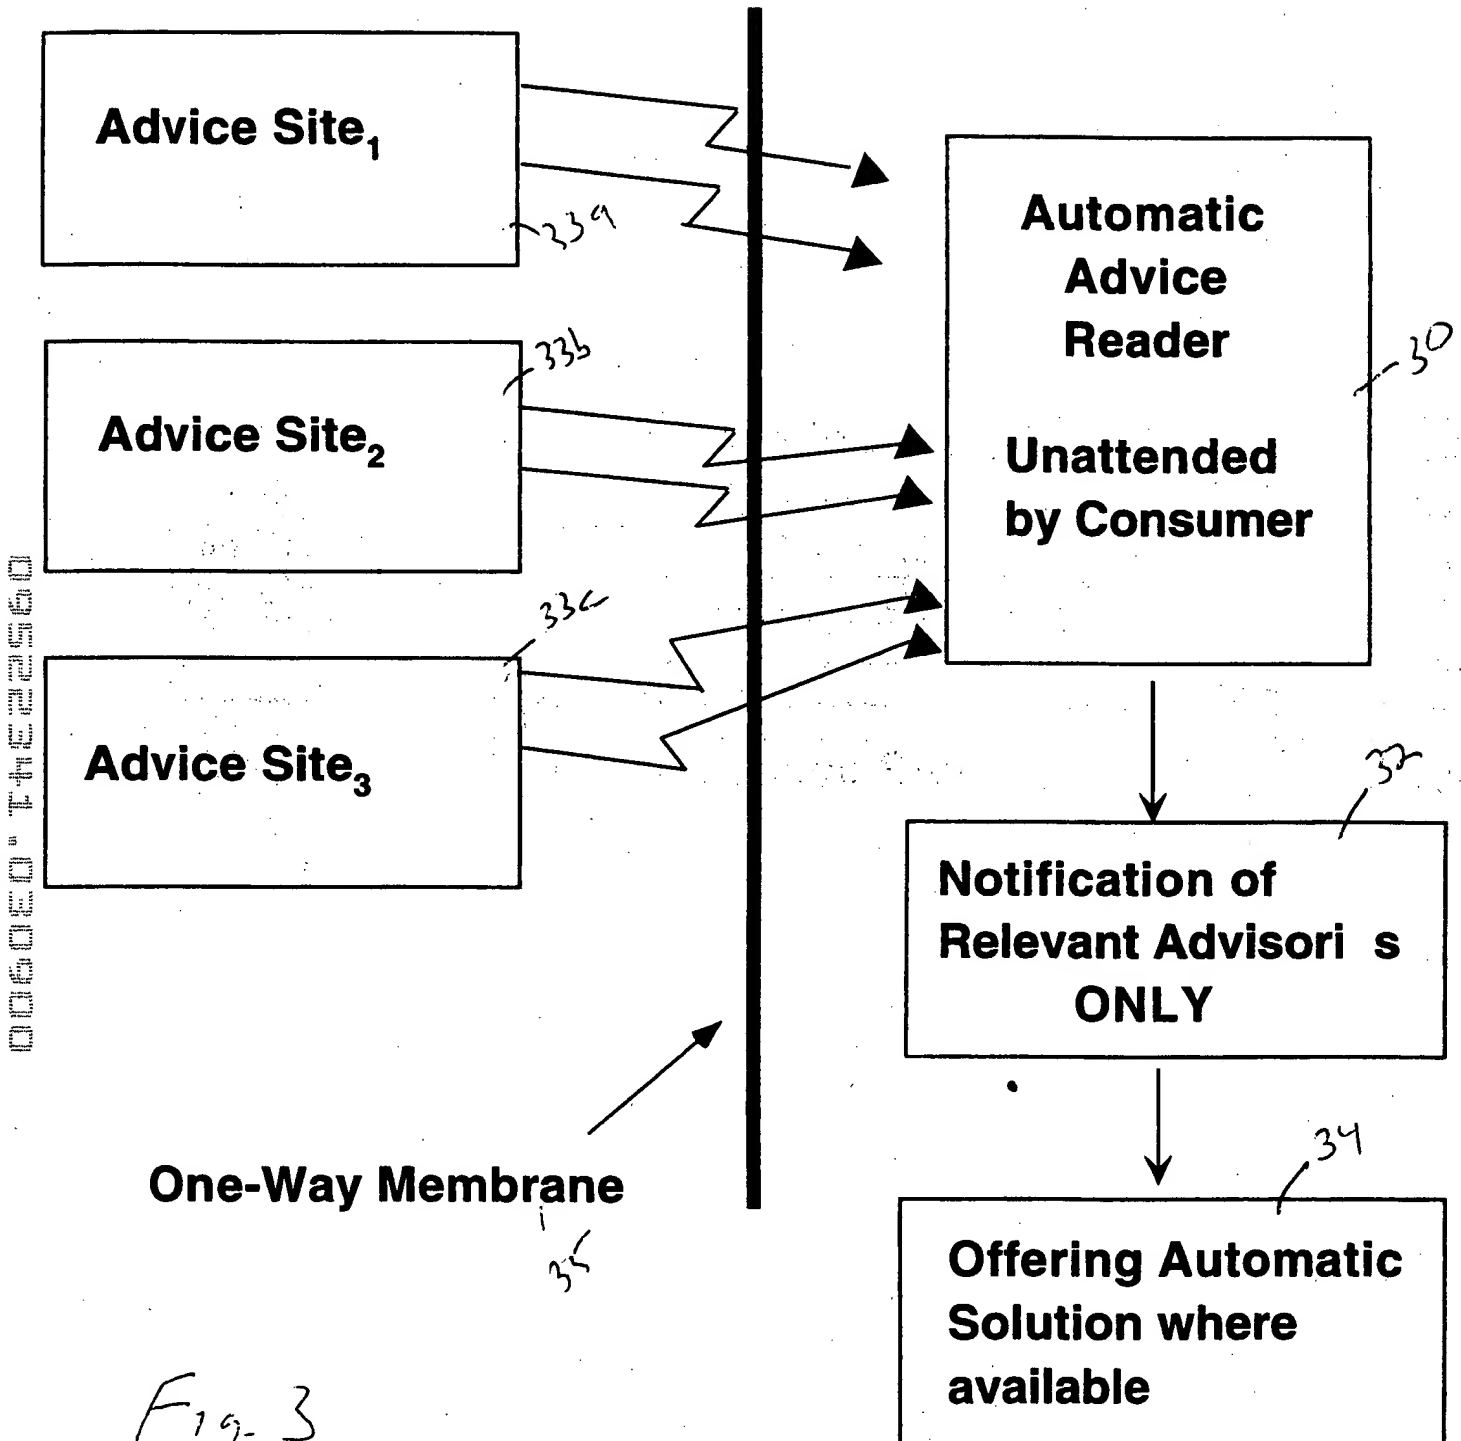 Advice Site1
33a
33b
Advice Site2
33c
Advice Site3
Automatic
Advice
Reader
Unattended
by Consumer
30
32
Notification of
Relevant Advisori s
ONLY
One-Way Membrane
35
34
Offering Automatic
Solution where
available
Fig. 3